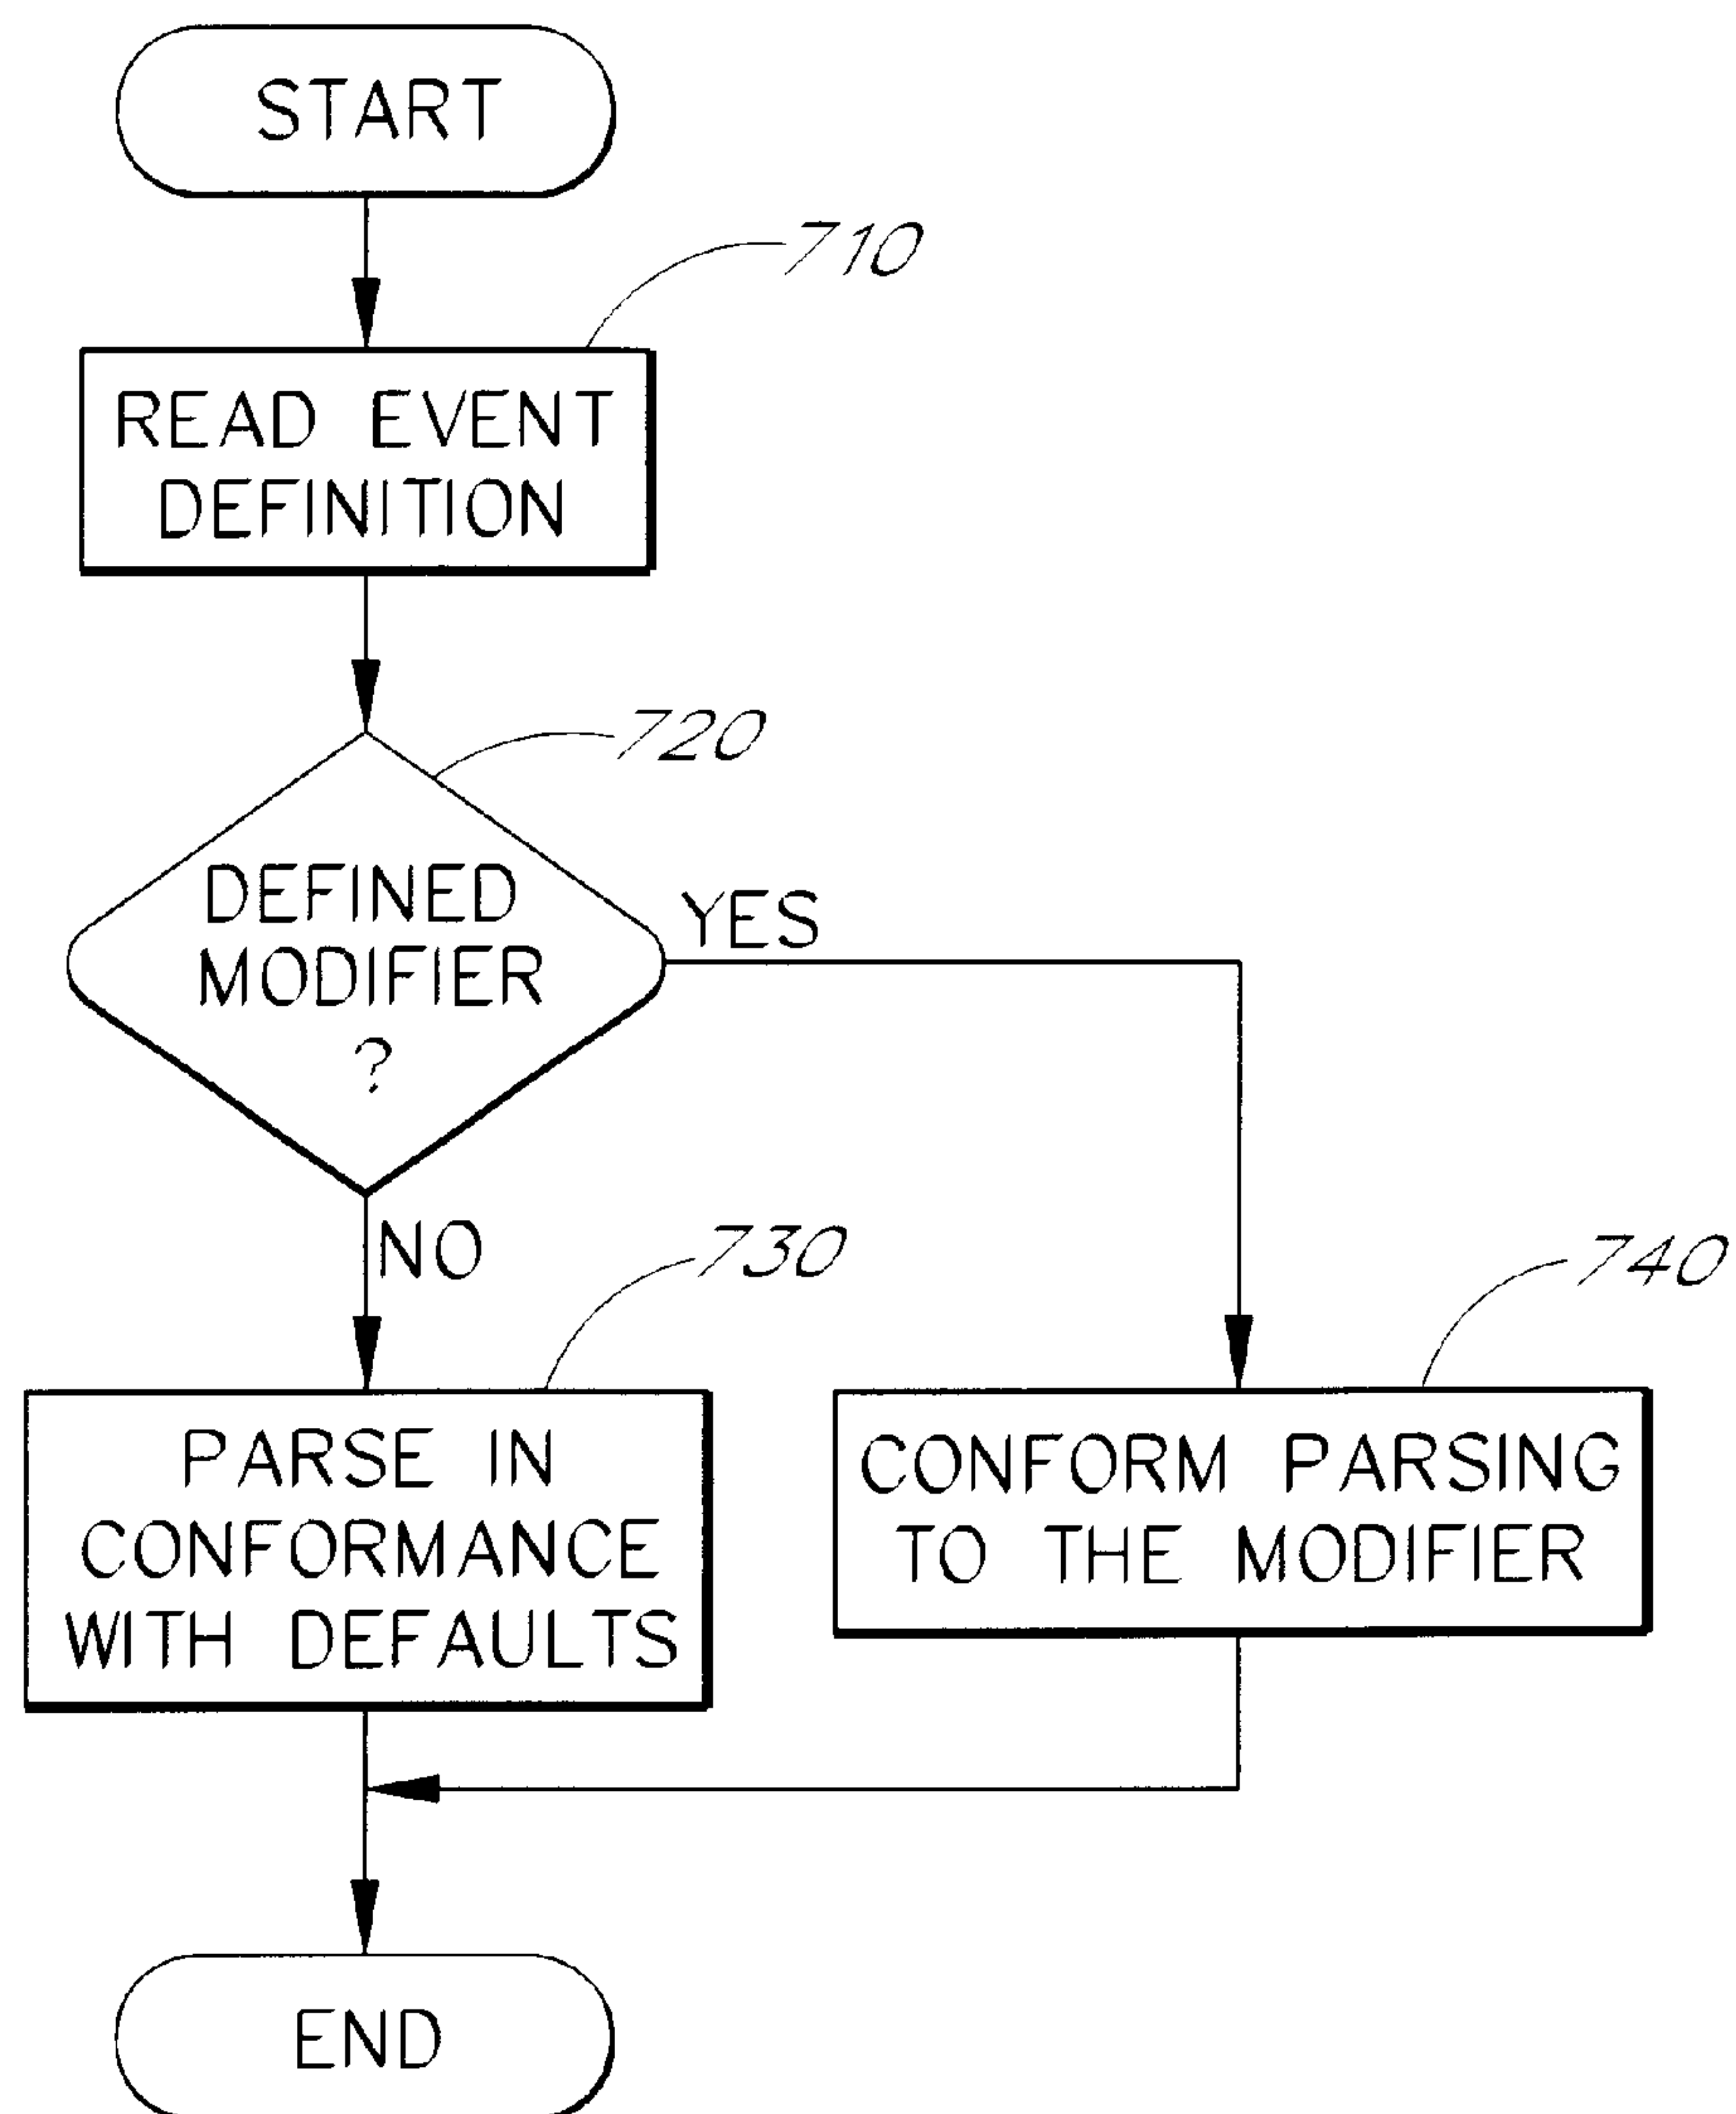 START
710
READ EVENT
DEFINITION
720
DEFINED
MODIFIER
?
YES
NO
730
740
PARSE IN
CONFORMANCE
WITH DEFAULTS
CONFORM PARSING
TO THE MODIFIER
END